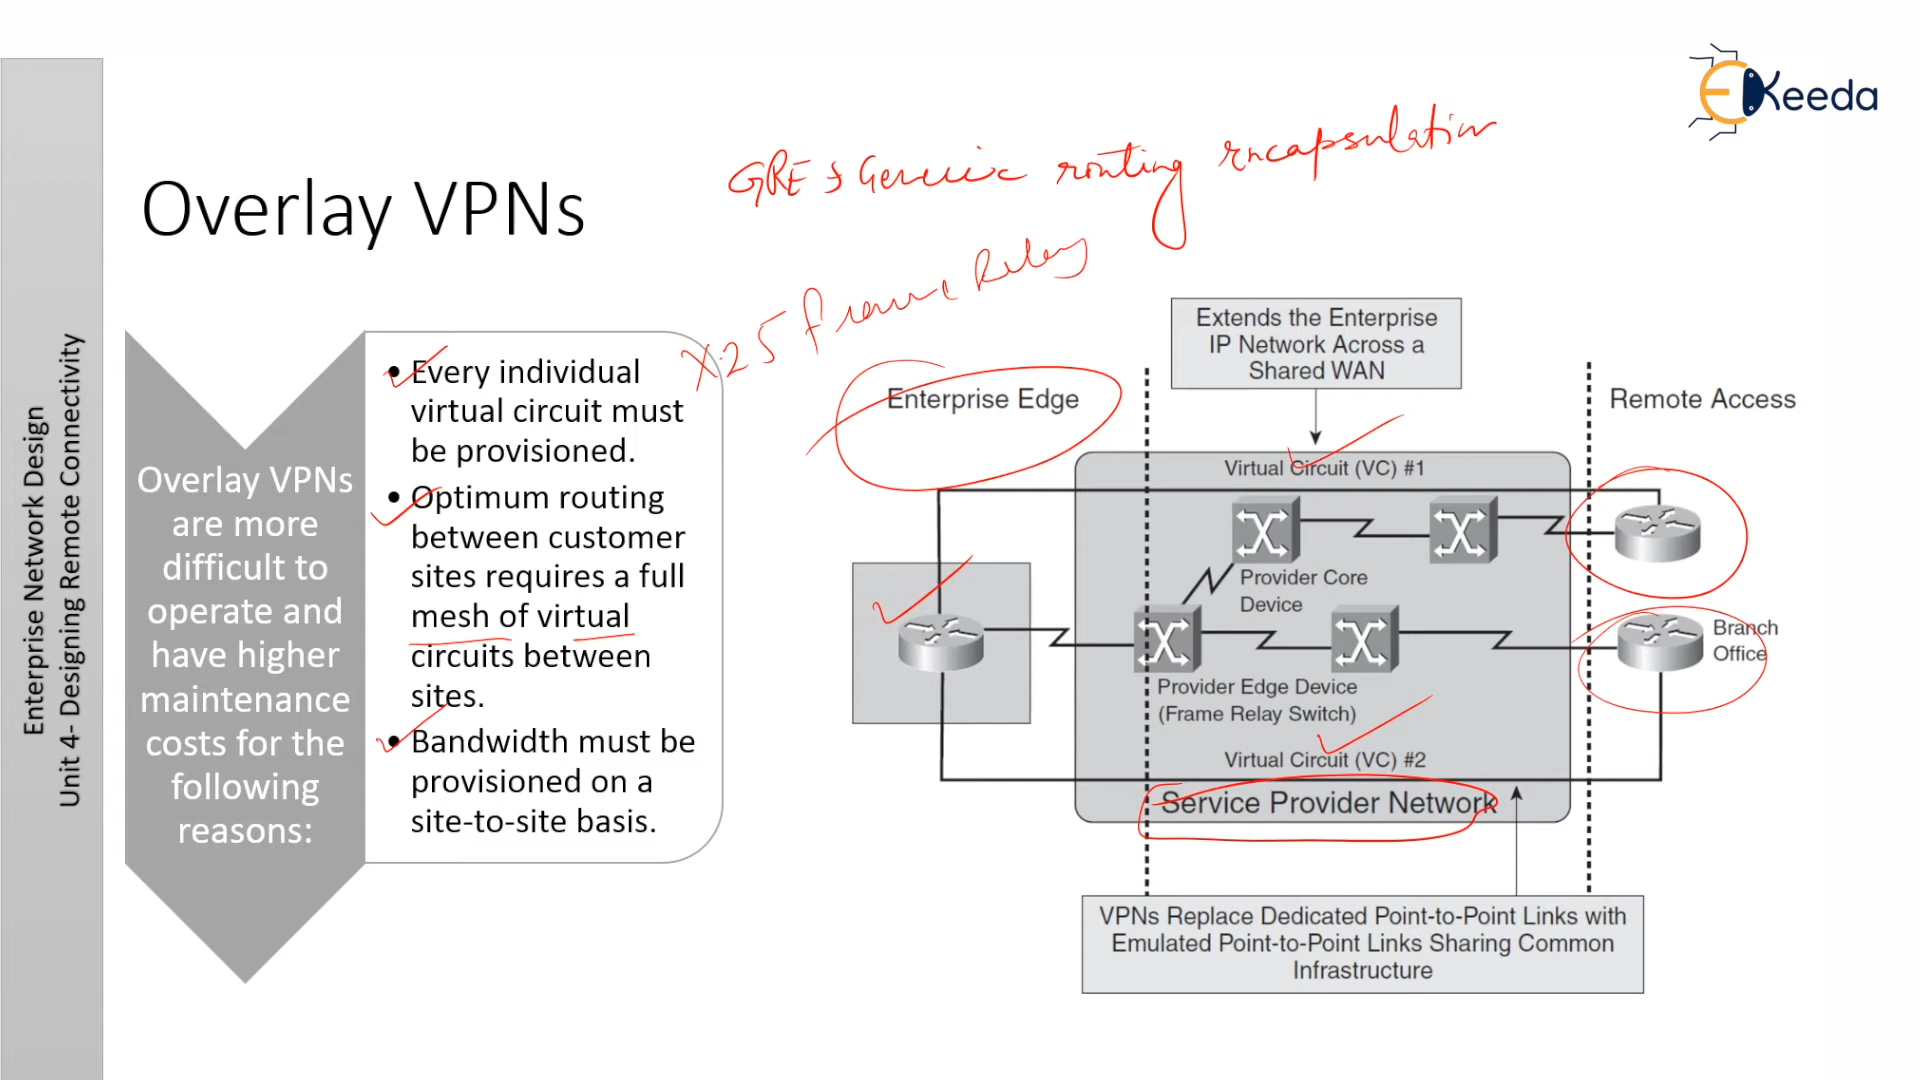 EKeeda
GRE → Generic routing encapsulation
Overlay VPNs
X.25 frame Relay
Enterprise Network Design
Unit 4- Designing Remote Connectivity
Overlay VPNs
are more
difficult to
operate and
have higher
maintenance
costs for the
following
reasons:
• Every individual
virtual circuit must
be provisioned.
• Optimum routing
between customer
sites requires a full
mesh of virtual
circuits between
sites.
• Bandwidth must be
provisioned on a
site-to-site basis.
Extends the Enterprise
IP Network Across a
Shared WAN
Enterprise Edge
Remote Access
Virtual Circuit (VC) #1
Provider Core
Device
Branch
Office
Provider Edge Device
(Frame Relay Switch)
Virtual Circuit (VC) #2
Service Provider Network
VPNs Replace Dedicated Point-to-Point Links with
Emulated Point-to-Point Links Sharing Common
Infrastructure